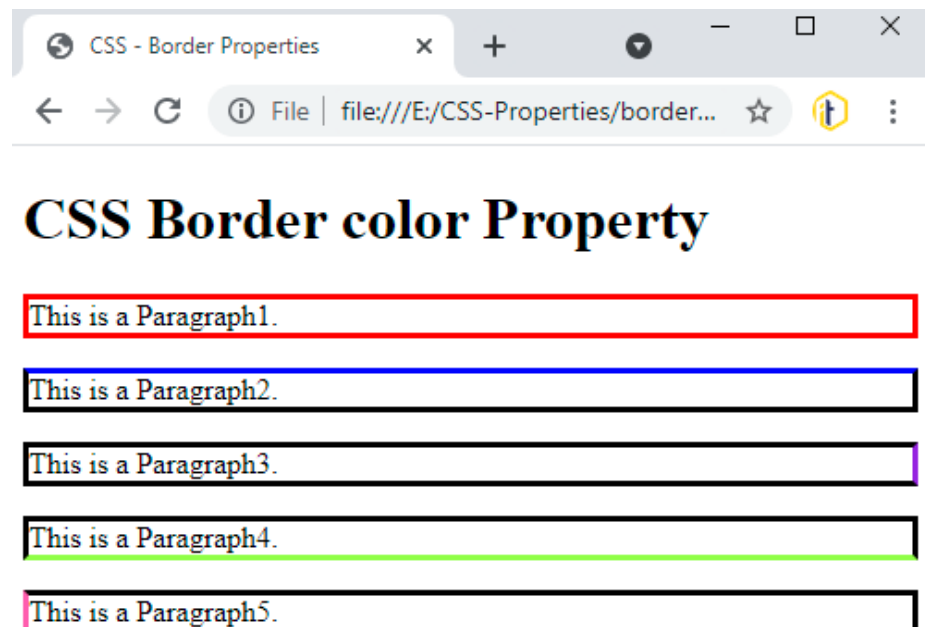 CSS - Border Properties
File | file:///E:/CSS-Properties/border...
CSS Border color Property
This is a Paragraph1.
This is a Paragraph2.
This is a Paragraph3.
This is a Paragraph4.
This is a Paragraph5.